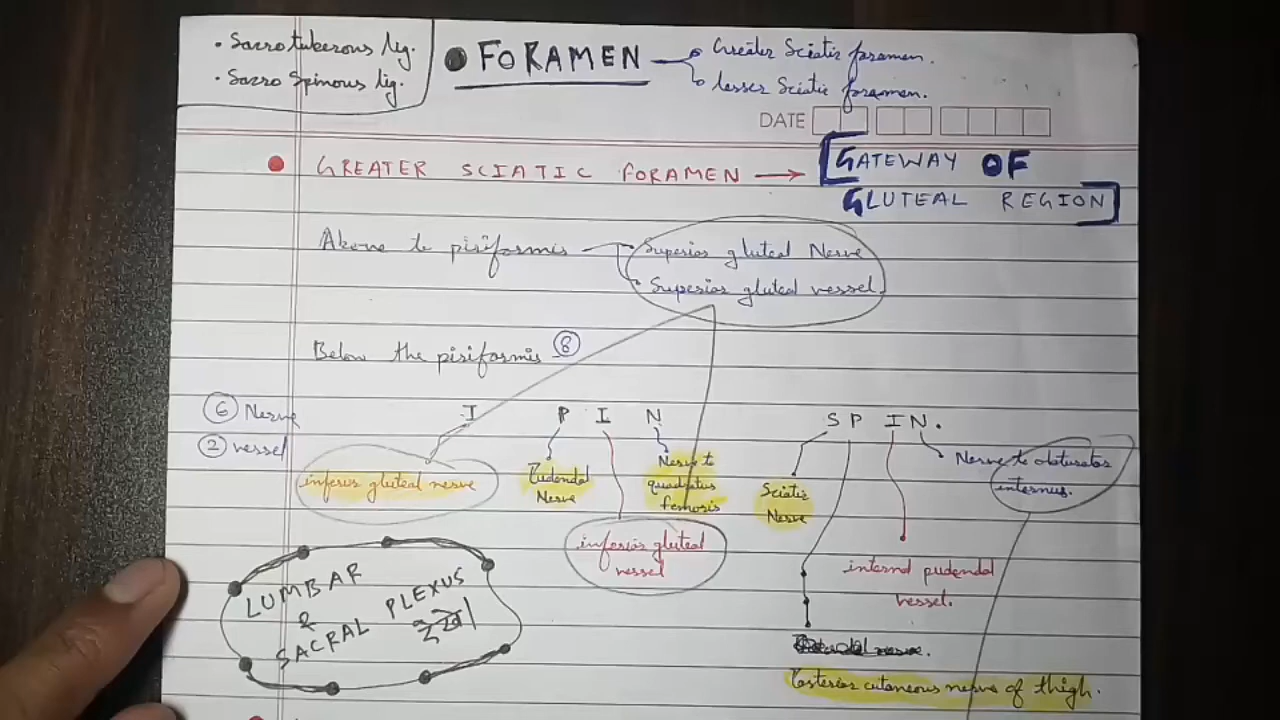 • Sacrotuberous lig.
• Sacro Spinous lig.
• FORAMEN
Greater Sciatic foramen.
lesser Sciatic foramen.
DATE
• GREATER SCIATIC FORAMEN → [GATEWAY OF
GLUTEAL REGION]
Above to piriformis
Superior gluteal Nerve
Superior gluteal vessel.
Below the piriformis 8
6 Nerve
2 vessel
I P I N S P I N.
inferior gluteal nerve
Pudendal
Nerve
Nerve to
quadratus
femoris
Sciatic
Nerve
Nerve to obturator
internus.
inferior gluteal
vessel
internal pudendal
vessel.
Posterior cutaneous nerve of thigh.
LUMBAR
&
SACRAL PLEXUS